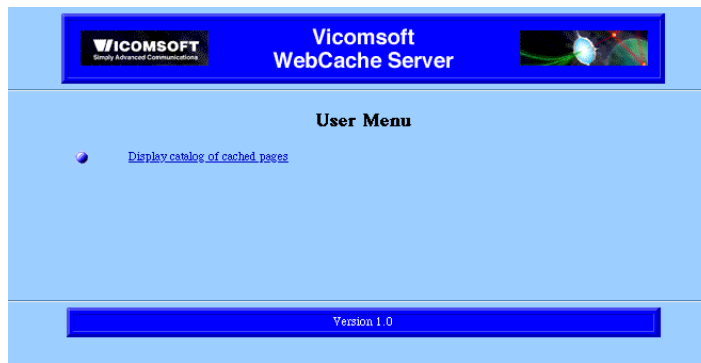 VICOMSOFT
Simply Advanced Communications
Vicomsoft
WebCache Server
User Menu
Display catalog of cached pages
Version 1.0